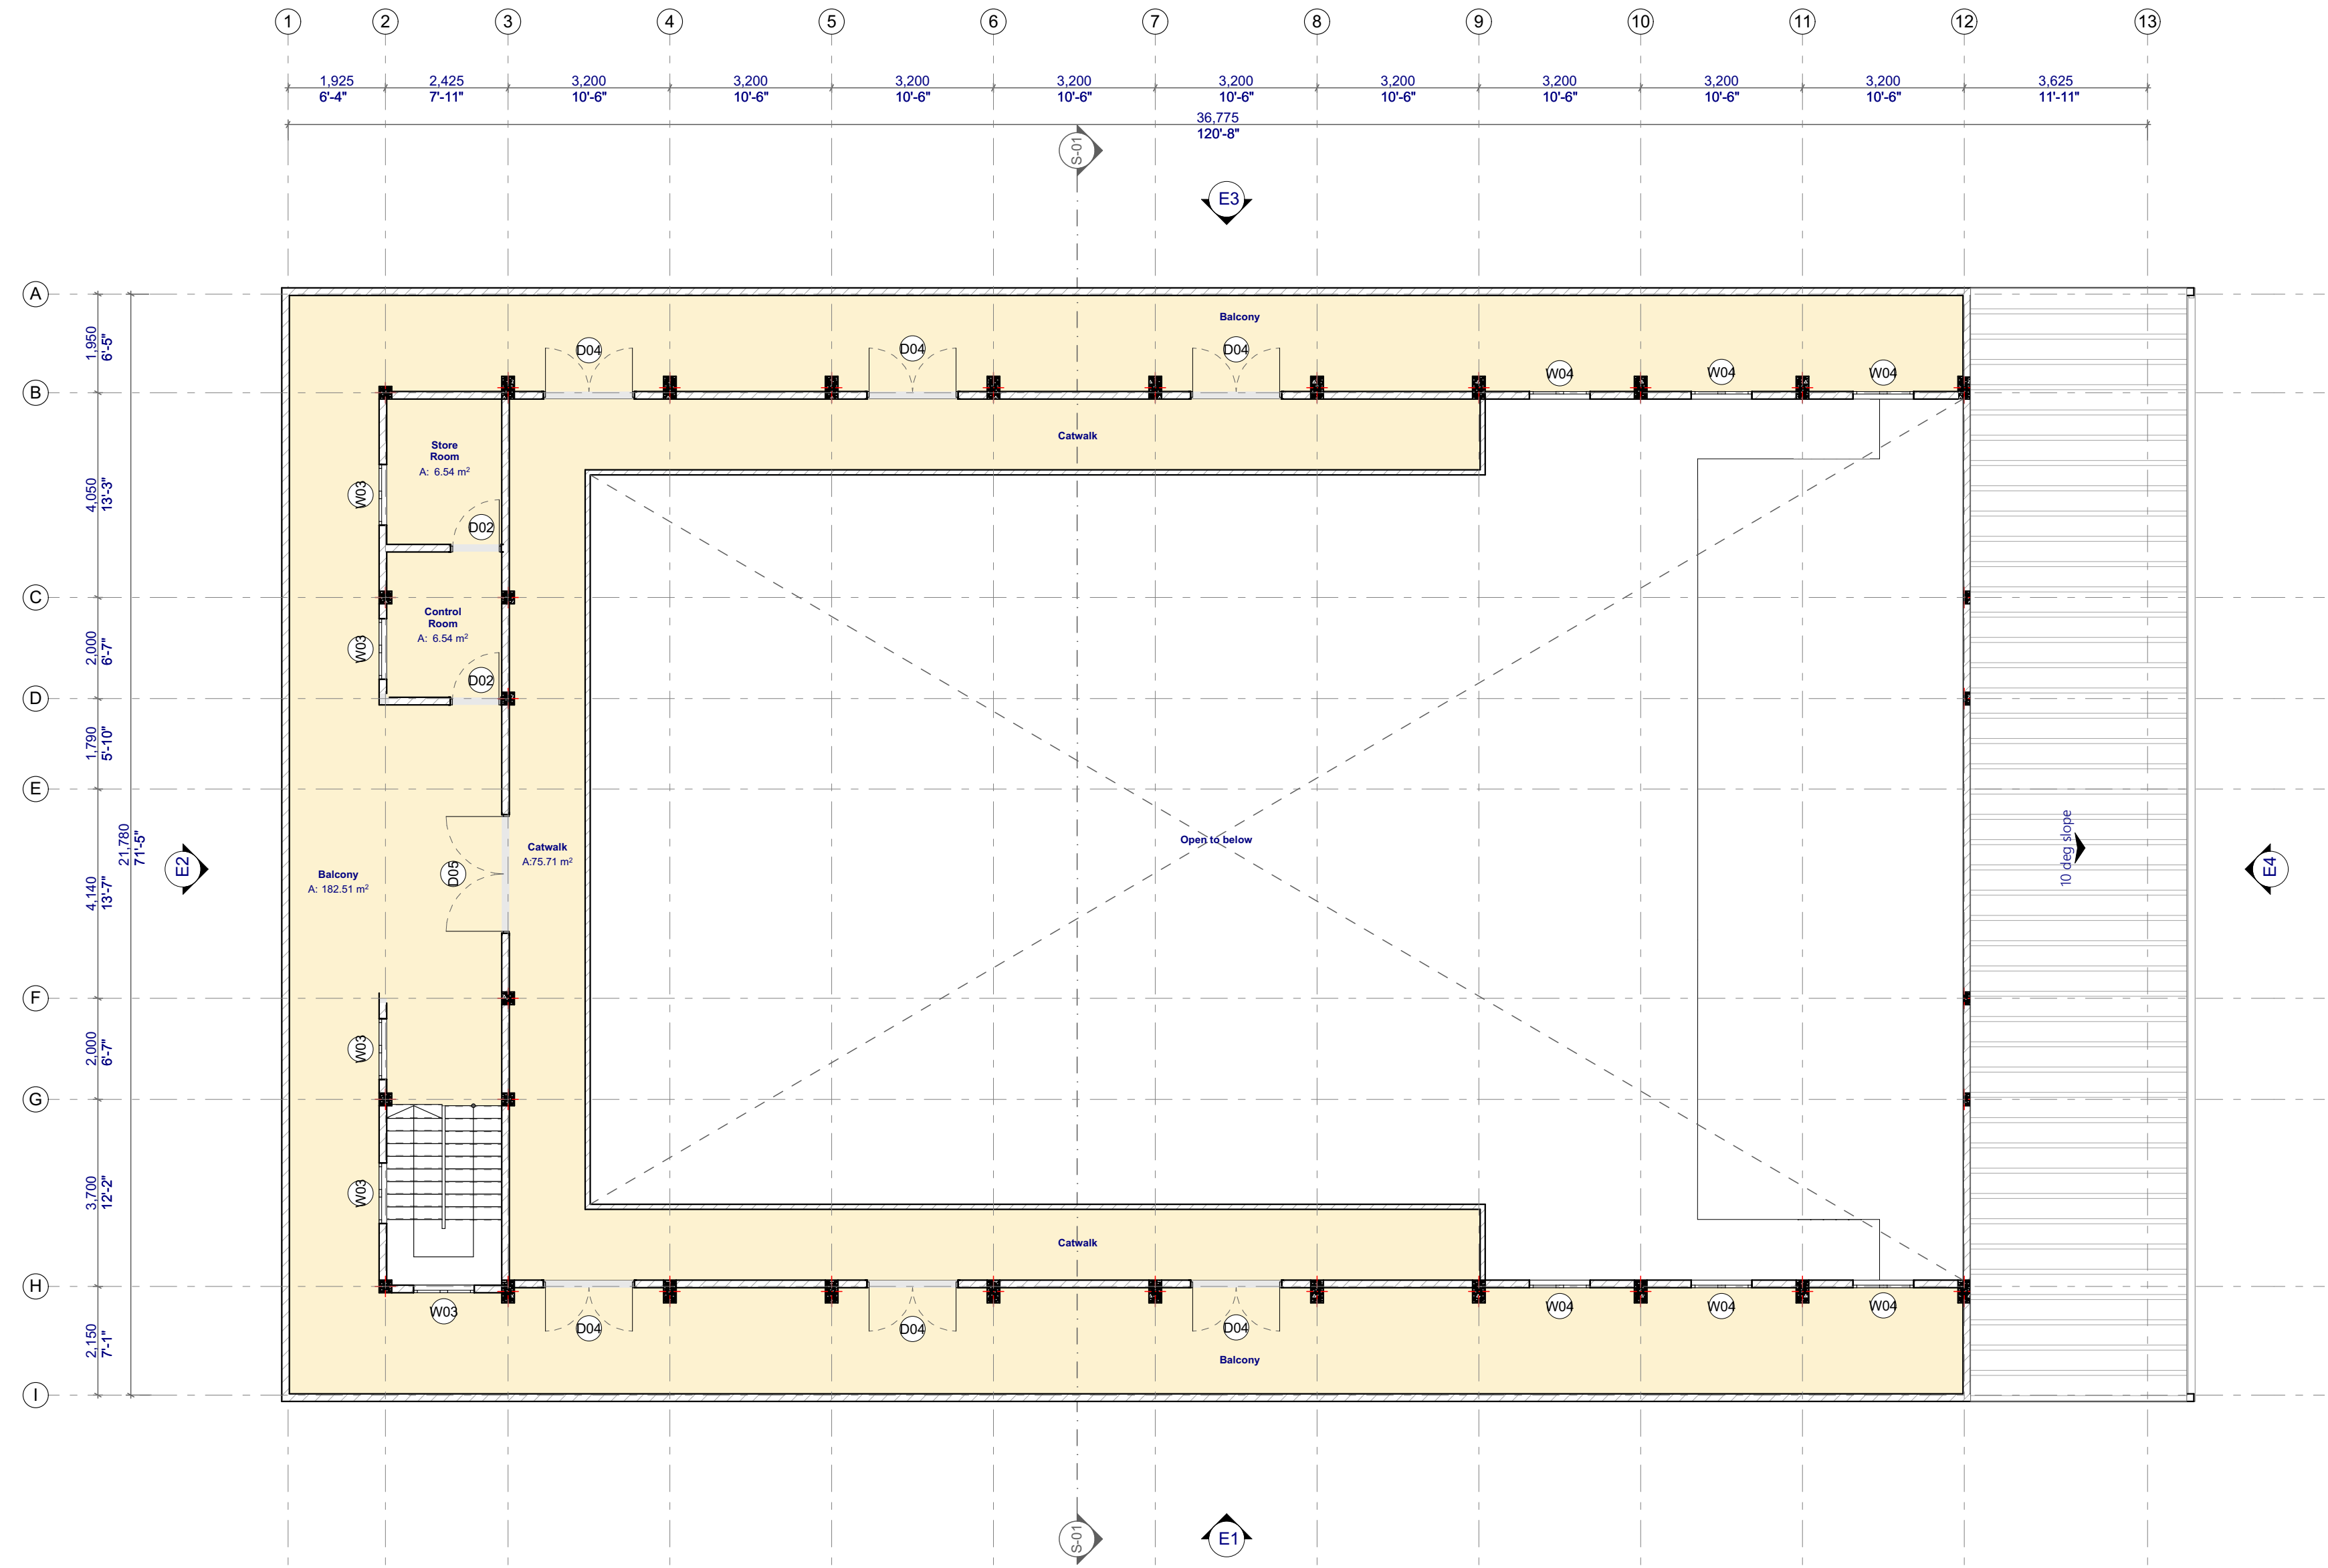 1 2 3 4 5 6 7 8 9 10 11 12 13
1,925 2,425 3,200 3,200 3,200 3,200 3,200 3,200 3,200 3,200 3,200 3,625
6'-4" 7'-11" 10'-6" 10'-6" 10'-6" 10'-6" 10'-6" 10'-6" 10'-6" 10'-6" 10'-6" 11'-11"
36,775
120'-8"
S-01
E3
A
Balcony
1,950
6'-5"
D04 D04 D04
W04 W04 W04
B
Catwalk
Store
Room
A: 6.54 m²
W03
4,050
13'-3"
D02
C
Control
Room
A: 6.54 m²
W03
2,000
6'-7"
D02
D
1,790
5'-10"
E
21,780
71'-5"
Open to below
10 deg slope
Catwalk
A:75.71 m²
E2
D05
E4
Balcony
A: 182.51 m²
4,140
13'-7"
F
W03
2,000
6'-7"
G
W03
3,700
12'-2"
Catwalk
H
W03
W04 W04 W04
D04 D04 D04
2,150
7'-1"
Balcony
I
S-01
E1